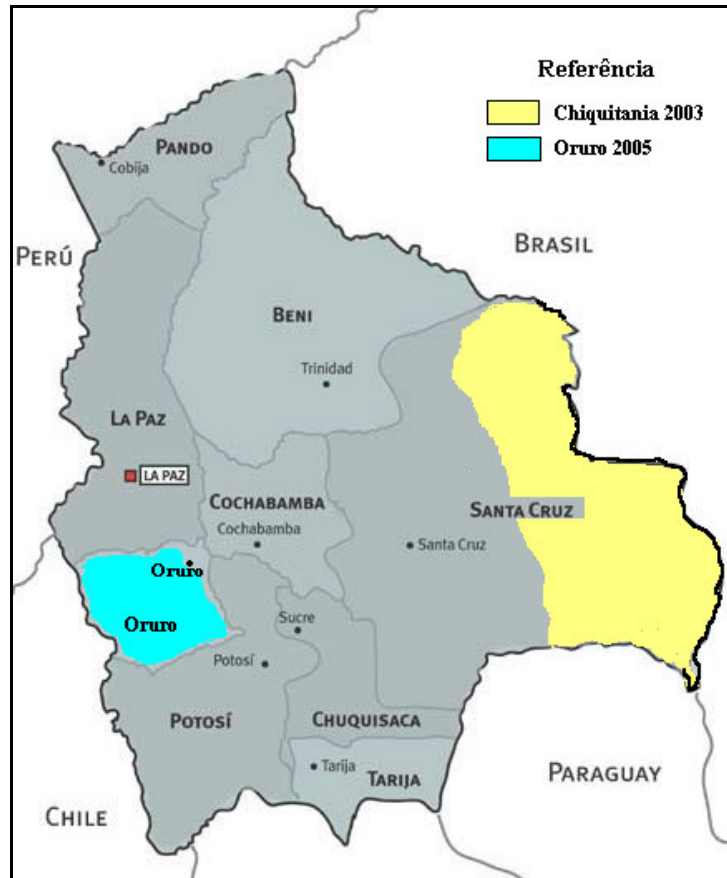 Referência
Chiquitania 2003
Oruro 2005
PANDO
Cobija
PERÚ
BRASIL
BENI
Trinidad
LA PAZ
LA PAZ
COCHABAMBA
Cochabamba
SANTA CRUZ
Santa Cruz
Oruro
Oruro
Sucre
Potosí
POTOSÍ
CHUQUISACA
Tarija
TARIJA
PARAGUAY
CHILE